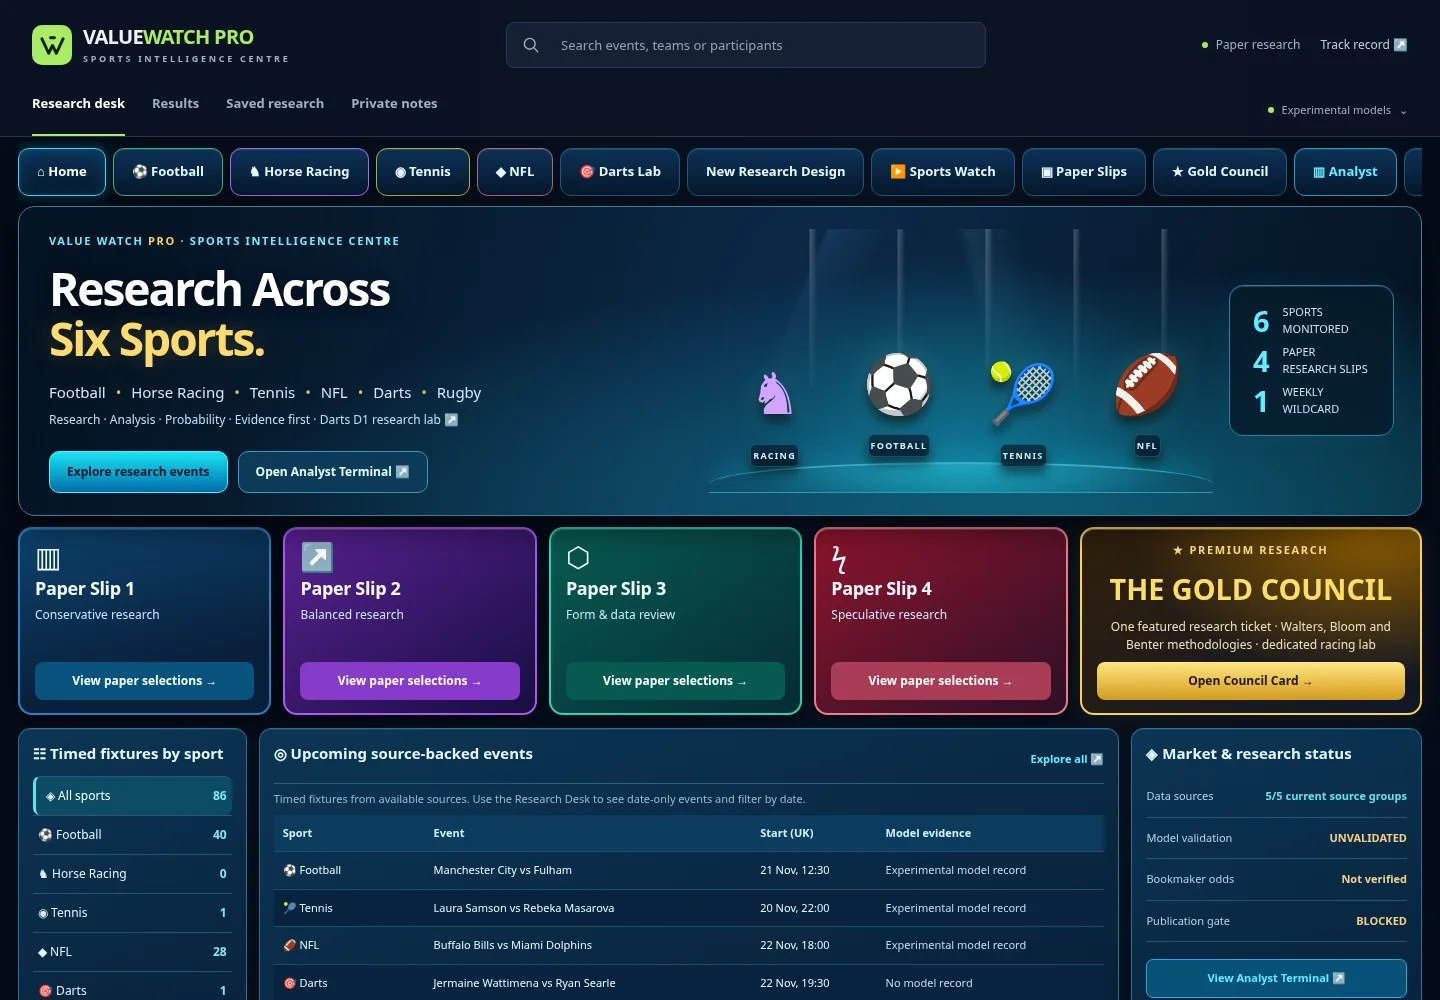 VALUEWATCH PRO
SPORTS INTELLIGENCE CENTRE
Search events, teams or participants
Paper research
Track record ↗
Research desk
Results
Saved research
Private notes
Experimental models
Home
Football
Horse Racing
Tennis
NFL
Darts Lab
New Research Design
Sports Watch
Paper Slips
Gold Council
Analyst
VALUE WATCH PRO · SPORTS INTELLIGENCE CENTRE
Research Across
Six Sports.
Football • Horse Racing • Tennis • NFL • Darts • Rugby
Research · Analysis · Probability · Evidence first · Darts D1 research lab ↗
Explore research events
Open Analyst Terminal ↗
RACING
FOOTBALL
TENNIS
NFL
6 SPORTS
MONITORED
4 PAPER
RESEARCH SLIPS
1 WEEKLY
WILDCARD
Paper Slip 1
Conservative research
View paper selections →
Paper Slip 2
Balanced research
View paper selections →
Paper Slip 3
Form & data review
View paper selections →
Paper Slip 4
Speculative research
View paper selections →
★ PREMIUM RESEARCH
THE GOLD COUNCIL
One featured research ticket · Walters, Bloom and
Benter methodologies · dedicated racing lab
Open Council Card →
Timed fixtures by sport
All sports 86
Football 40
Horse Racing 0
Tennis 1
NFL 28
Darts 1
Upcoming source-backed events
Explore all ↗
Timed fixtures from available sources. Use the Research Desk to see date-only events and filter by date.
Sport Event Start (UK) Model evidence
Football Manchester City vs Fulham 21 Nov, 12:30 Experimental model record
Tennis Laura Samson vs Rebeka Masarova 20 Nov, 22:00 Experimental model record
NFL Buffalo Bills vs Miami Dolphins 22 Nov, 18:00 Experimental model record
Darts Jermaine Wattimena vs Ryan Searle 22 Nov, 19:30 No model record
Market & research status
Data sources 5/5 current source groups
Model validation UNVALIDATED
Bookmaker odds Not verified
Publication gate BLOCKED
View Analyst Terminal ↗